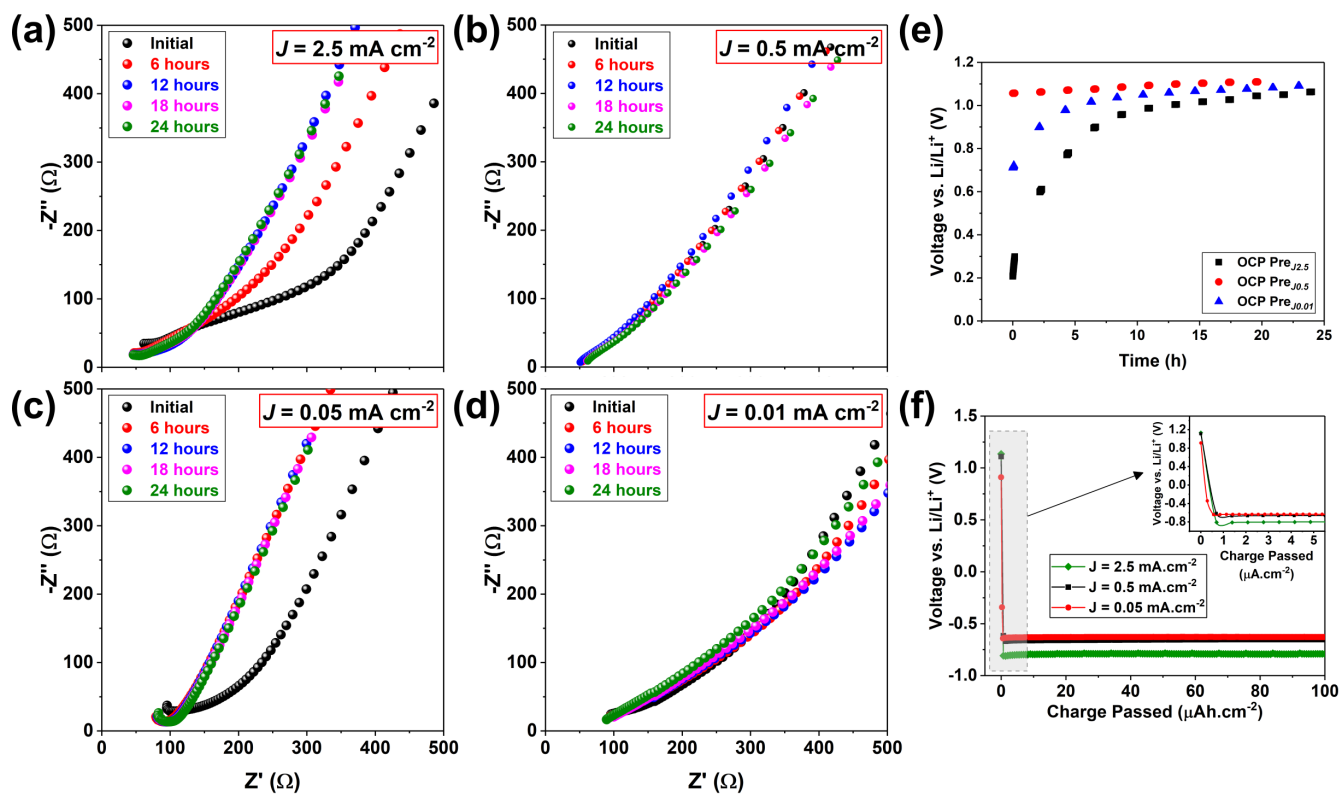 (a)
J = 2.5 mA cm-2
Initial
6 hours
12 hours
18 hours
24 hours
-Z'' (Ω)
500
400
300
200
100
0
(b)
J = 0.5 mA cm-2
Initial
6 hours
12 hours
18 hours
24 hours
500
400
300
200
100
0
(c)
J = 0.05 mA cm-2
Initial
6 hours
12 hours
18 hours
24 hours
-Z'' (Ω)
500
400
300
200
100
0
0 100 200 300 400 500
Z' (Ω)
(d)
J = 0.01 mA cm-2
Initial
6 hours
12 hours
18 hours
24 hours
500
400
300
200
100
0
0 100 200 300 400 500
Z' (Ω)
(e)
Voltage vs. Li/Li+ (V)
1.2
1.0
0.8
0.6
0.4
0.2
0.0
OCP PreJ2.5
OCP PreJ0.5
OCP PreJ0.01
0 5 10 15 20 25
Time (h)
(f)
Voltage vs. Li/Li+ (V)
1.5
1.0
0.5
0.0
-0.5
-1.0
Voltage vs. Li/Li+ (V)
1.2
0.8
0.4
0.0
-0.4
-0.8
0 1 2 3 4 5
Charge Passed
(μA.cm-2)
J = 2.5 mA.cm-2
J = 0.5 mA.cm-2
J = 0.05 mA.cm-2
0 20 40 60 80 100
Charge Passed (μAh.cm-2)